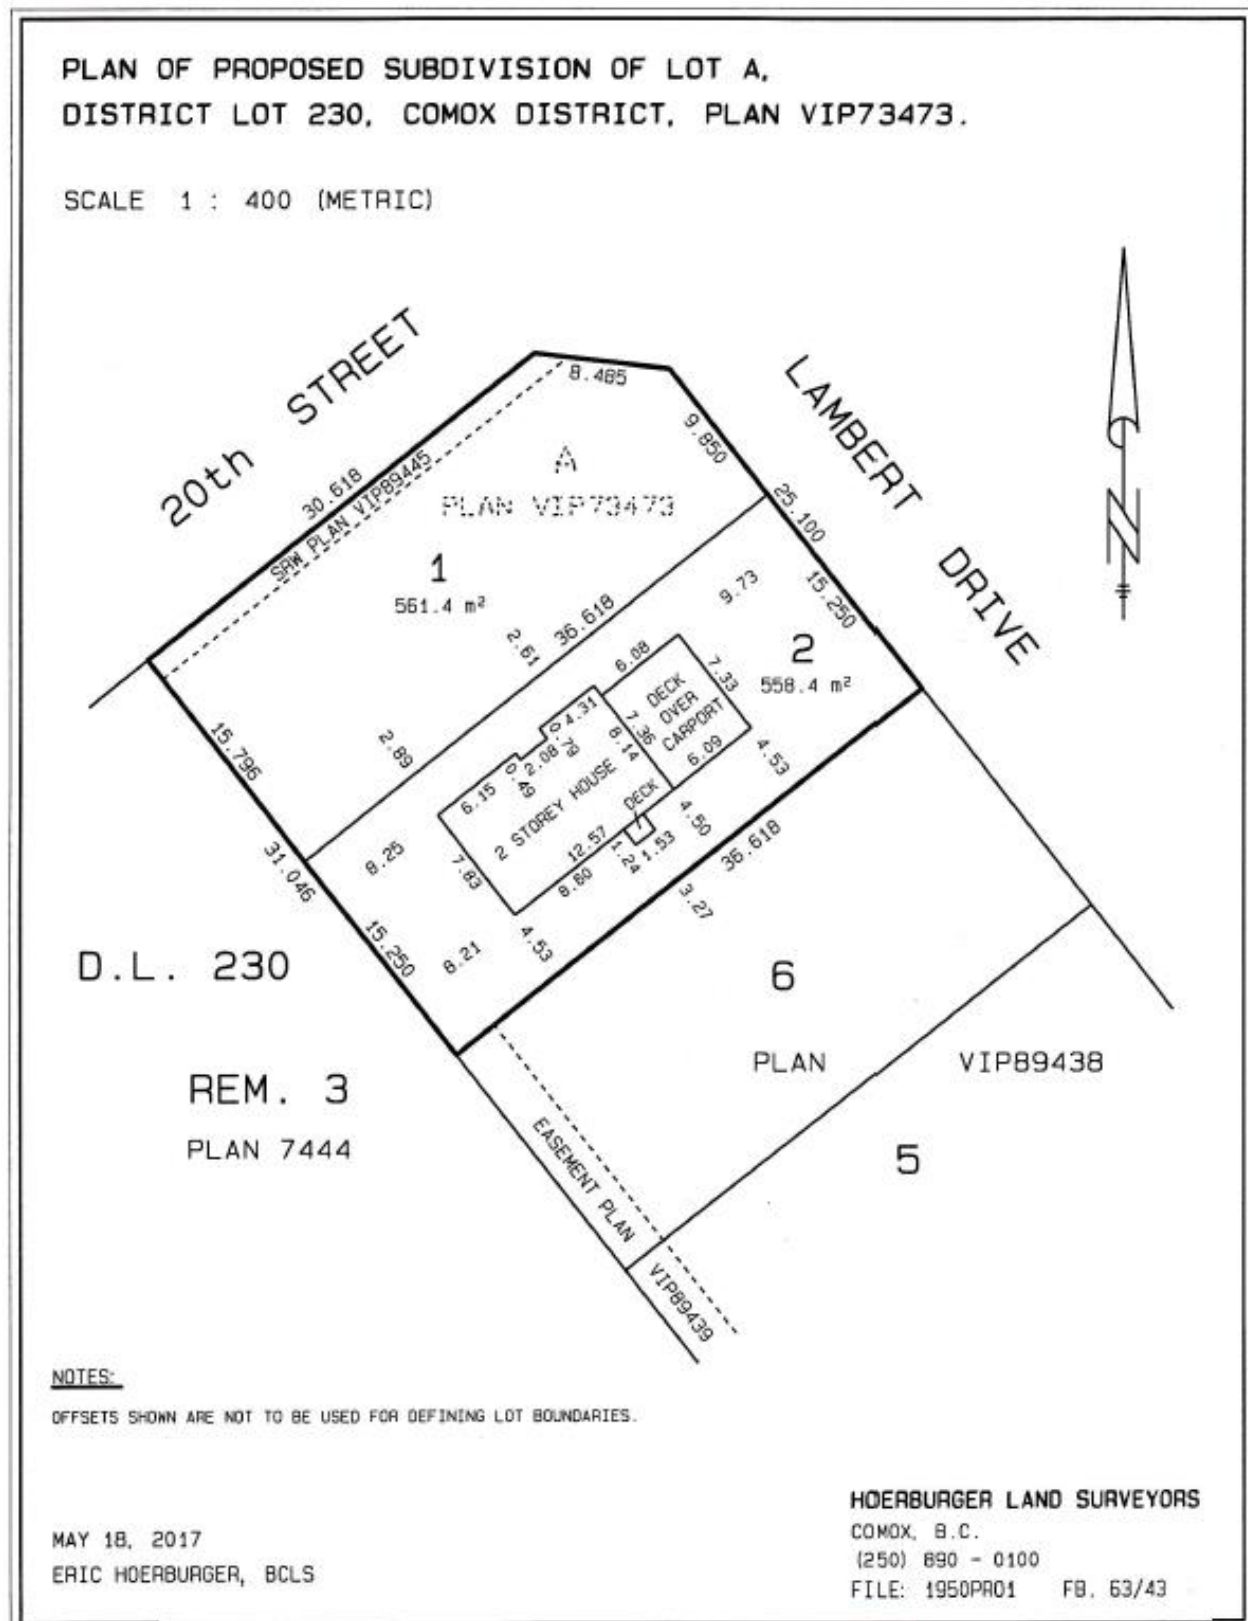 PLAN OF PROPOSED SUBDIVISION OF LOT A,
DISTRICT LOT 230, COMOX DISTRICT, PLAN VIP73473.
SCALE 1 : 400 (METRIC)
20th STREET
LAMBERT DRIVE
8.485
30.618
SRW PLAN VIP89445
9.850
A
PLAN VIP73473
25.100
1
561.4 m²
36.618
2.61
15.250
9.73
2
558.4 m²
6.08
7.33
DECK
OVER
CARPORT
4.31
0.79
7.36
8.14
2.08
0.49
6.15
2 STOREY HOUSE
DECK
6.09
4.53
15.796
2.89
31.046
8.25
7.83
12.57
8.80
1.24
1.53
4.50
36.618
3.27
15.250
8.21
4.53
D.L. 230
REM. 3
PLAN 7444
6
PLAN VIP89438
5
EASEMENT PLAN
VIP89439
NOTES:
OFFSETS SHOWN ARE NOT TO BE USED FOR DEFINING LOT BOUNDARIES.
MAY 18, 2017
ERIC HOERBURGER, BCLS
HOERBURGER LAND SURVEYORS
COMOX, B.C.
(250) 890 - 0100
FILE: 1950PRO1 FB. 63/43